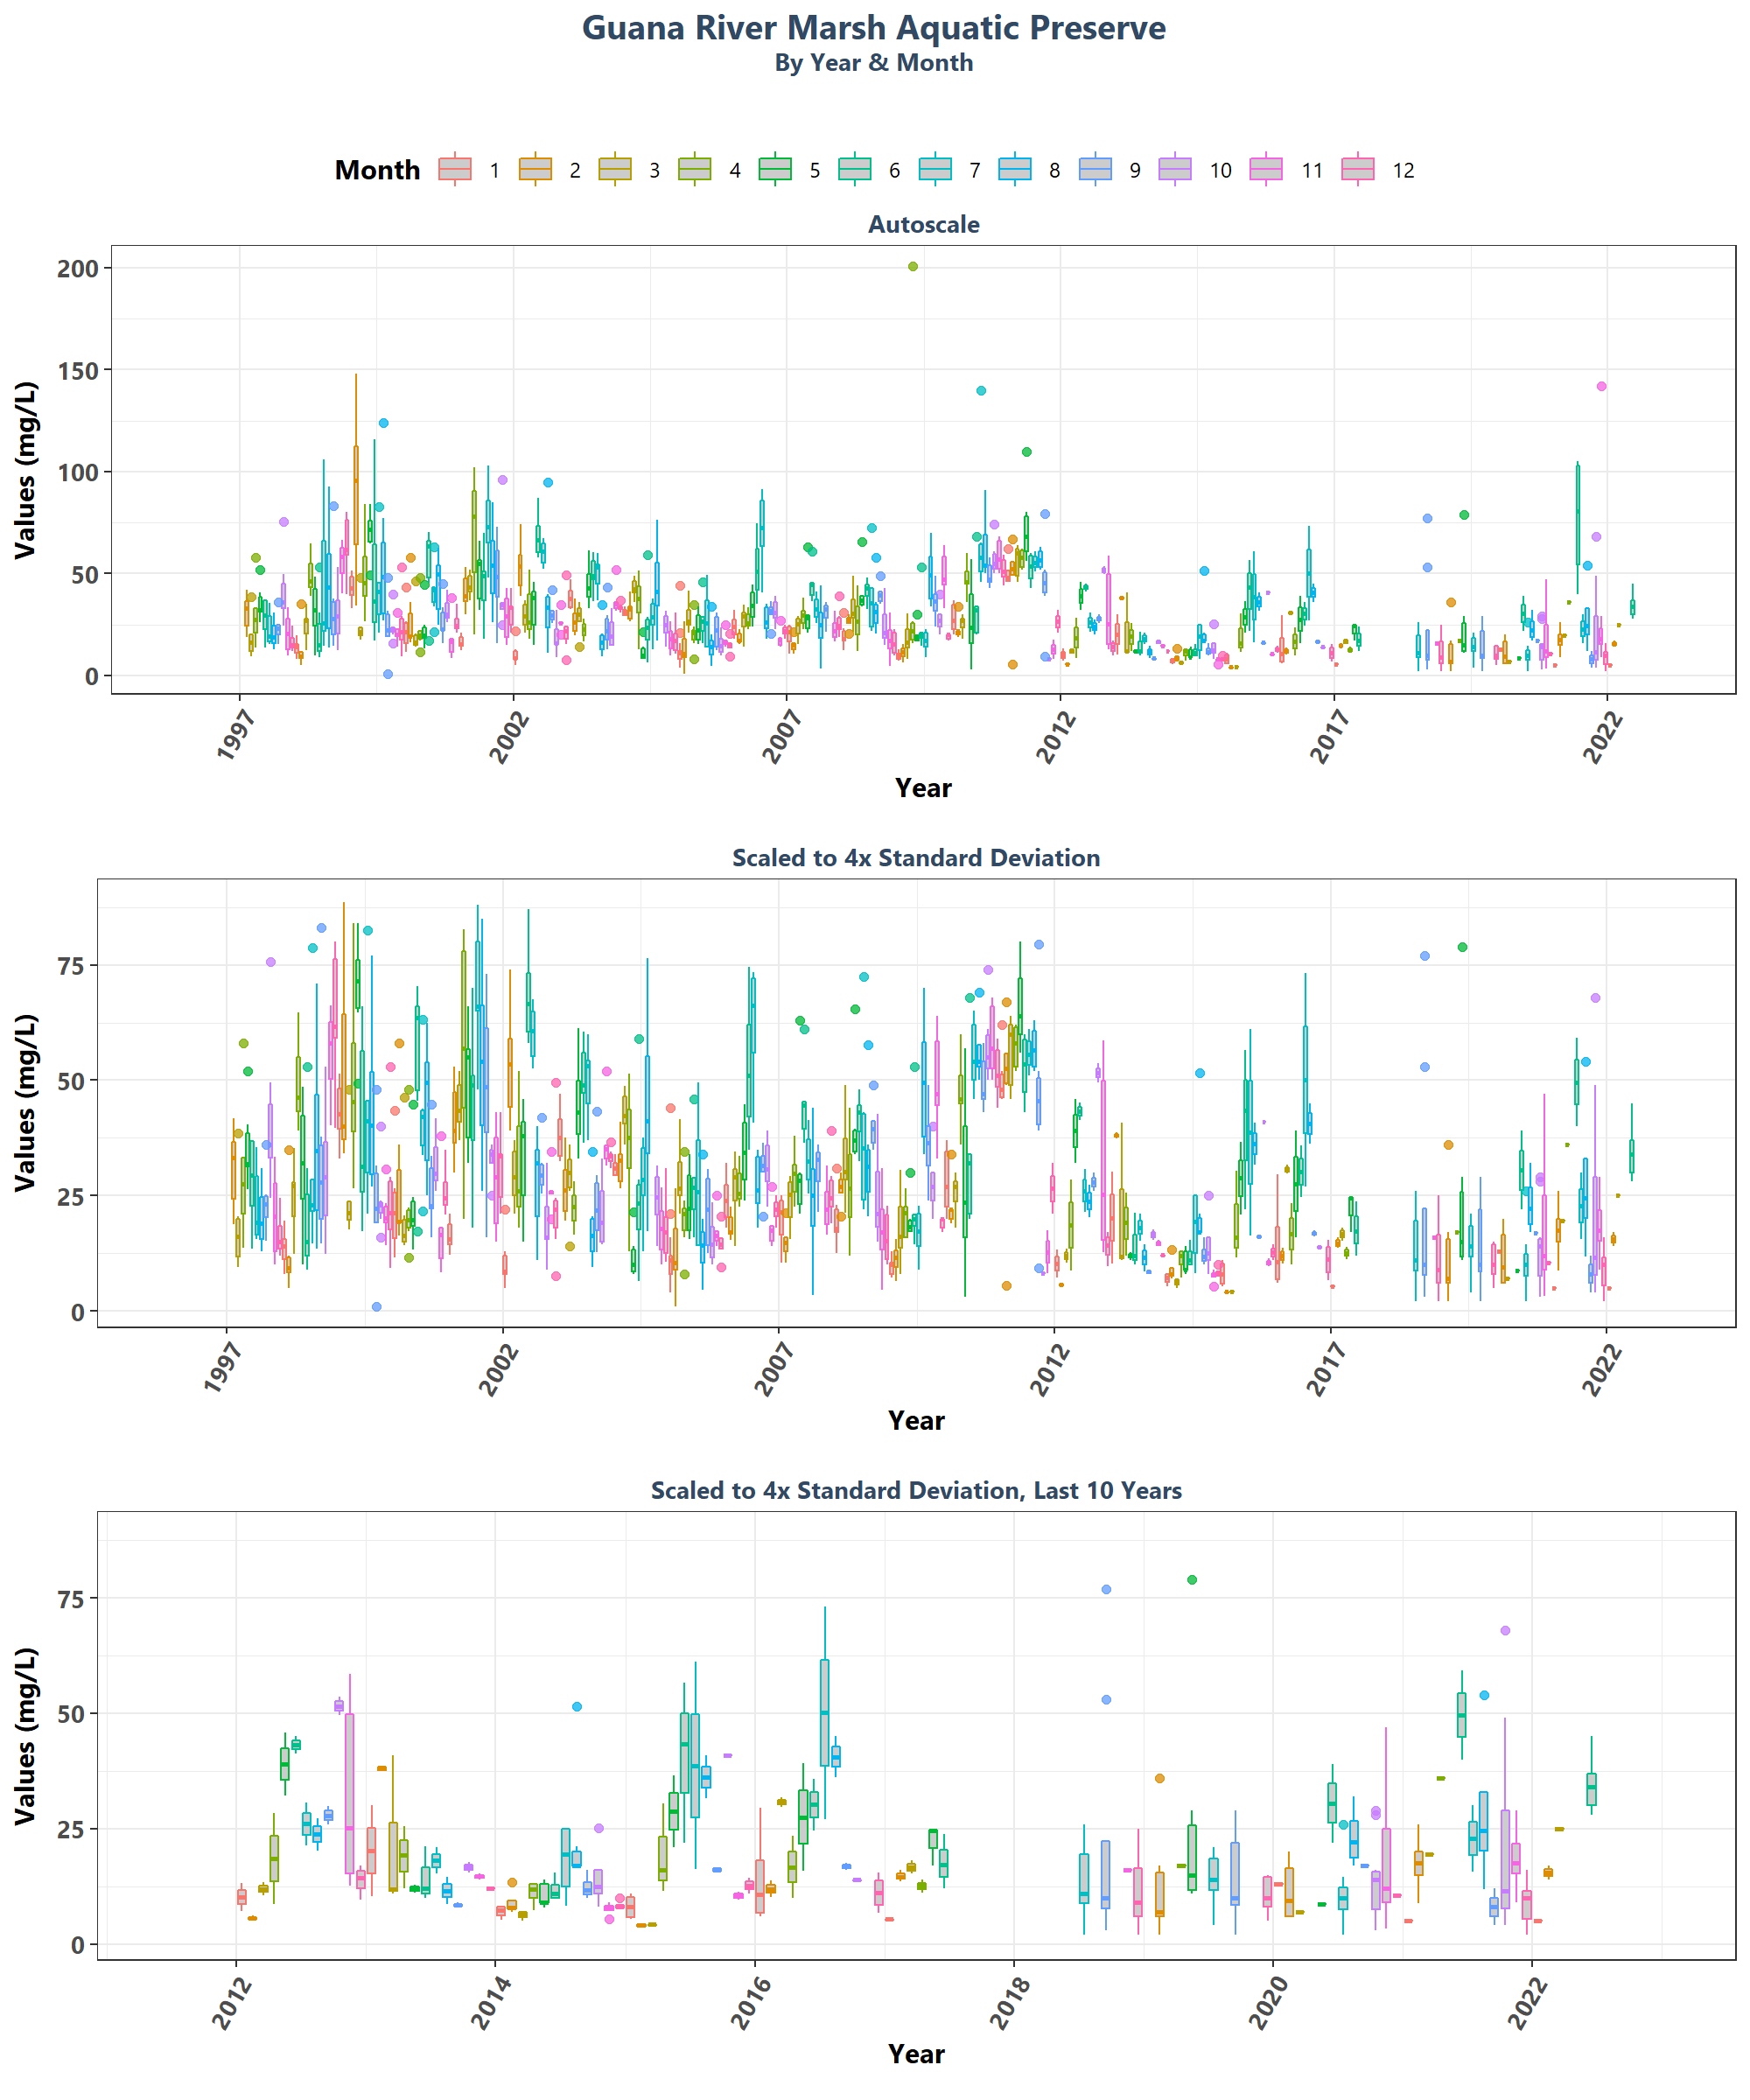 Guana River Marsh Aquatic Preserve
By Year & Month
Month 1 2 3 4 5 6 7 8 9 10 11 12
Autoscale
Values (mg/L)
200
150
100
50
0
1997 2002 2007 2012 2017 2022
Year
Scaled to 4x Standard Deviation
Values (mg/L)
75
50
25
0
1997 2002 2007 2012 2017 2022
Year
Scaled to 4x Standard Deviation, Last 10 Years
Values (mg/L)
75
50
25
0
2012 2014 2016 2018 2020 2022
Year